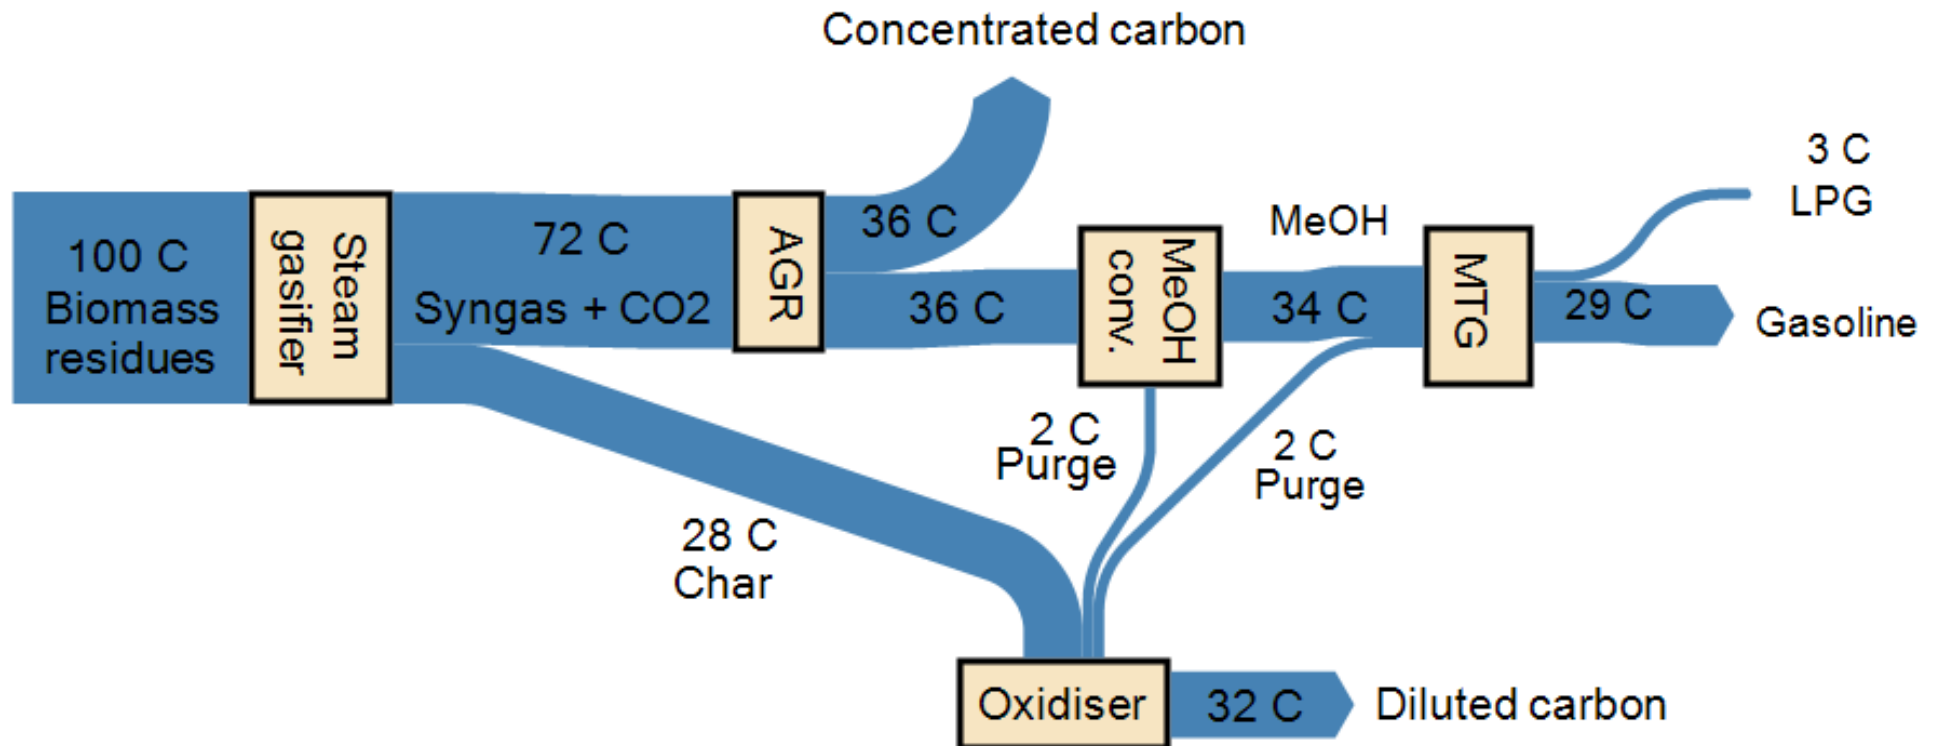 Concentrated carbon
3 C
LPG
100 C
Biomass
residues
Steam
gasifier
72 C
Syngas + CO2
AGR
36 C
36 C
MeOH
conv.
MeOH
34 C
MTG
29 C
Gasoline
2 C
Purge
2 C
Purge
28 C
Char
Oxidiser
32 C
Diluted carbon